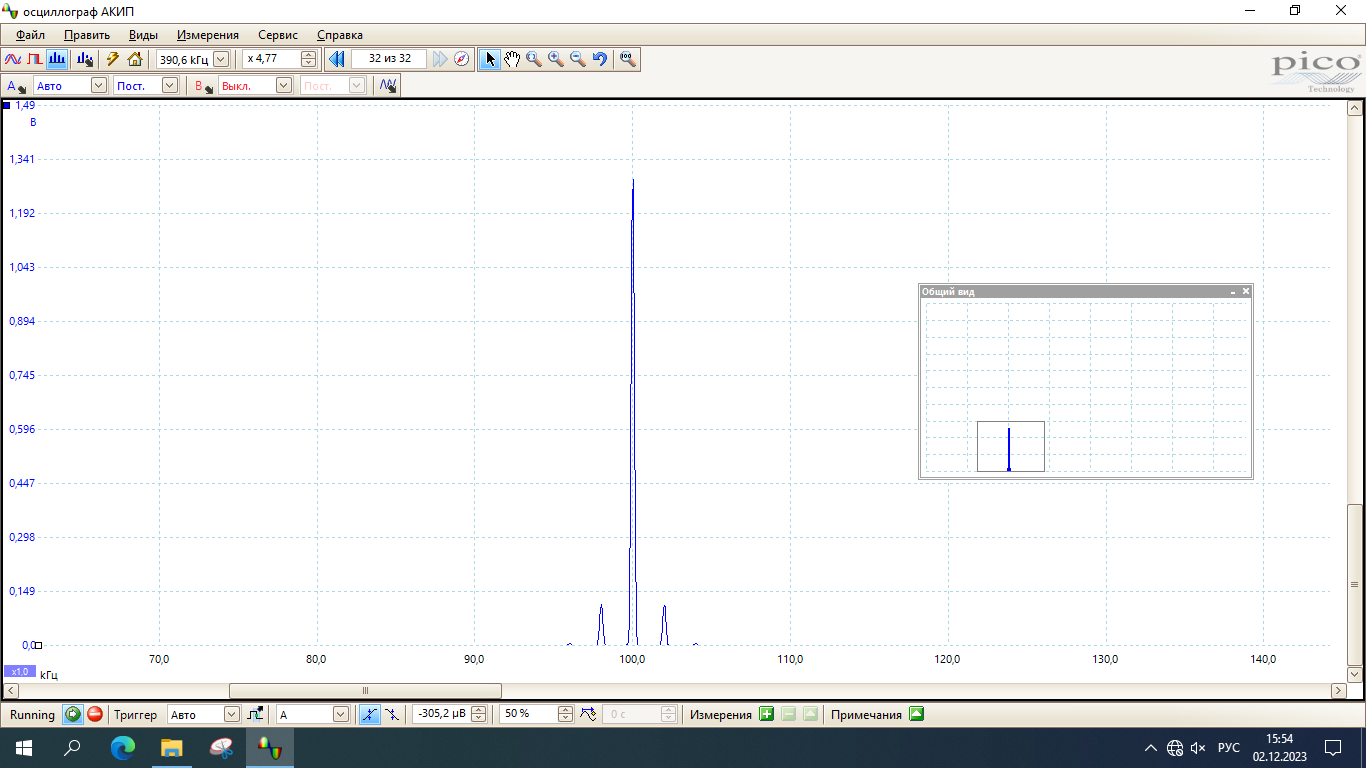 осциллограф АКИП
Файл Править Виды Измерения Сервис Справка
390,6 кГц x 4,77 32 из 32
A Авто Пост. B Выкл. Пост.
pico
Technology
1,49
В
1,341
1,192
1,043
0,894
0,745
0,596
0,447
0,298
0,149
0,0
Общий вид
70,0 80,0 90,0 100,0 110,0 120,0 130,0 140,0
x1,0 кГц
Running Триггер Авто A -305,2 µВ 50 % 0 с Измерения Примечания
РУС 15:54
02.12.2023